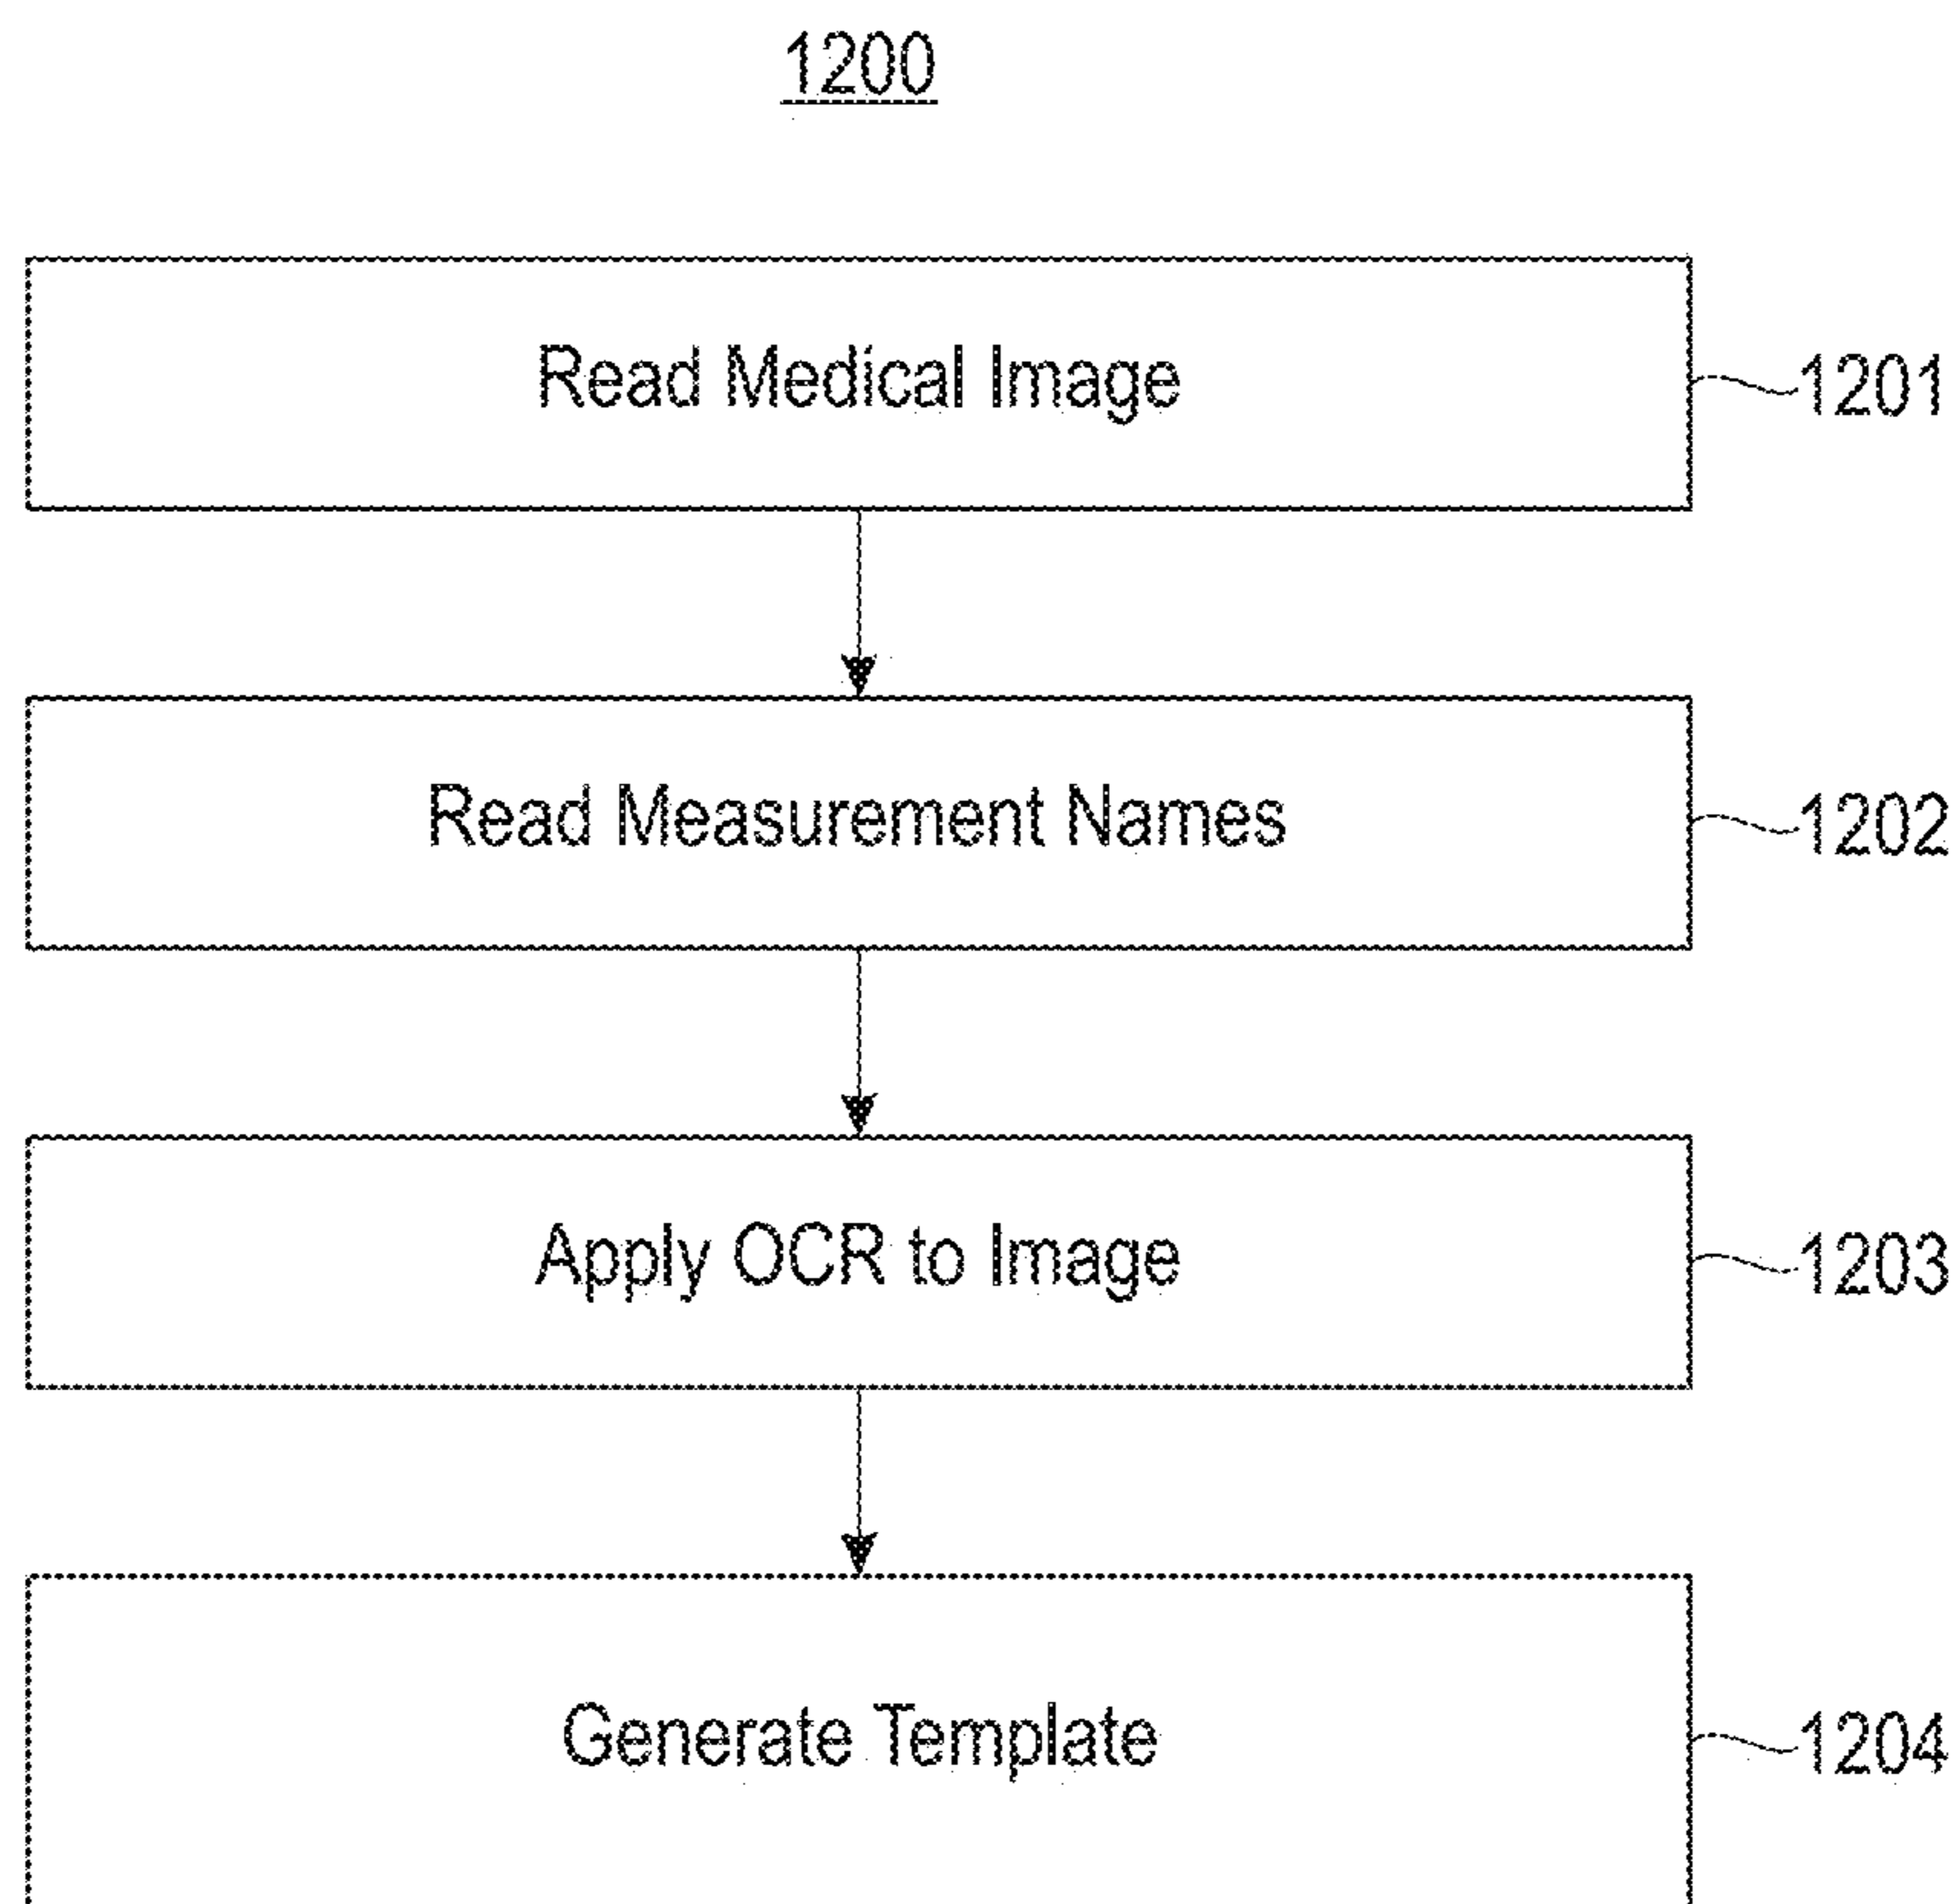 1200
Read Medical Image
1201
Read Measurement Names
1202
Apply OCR to Image
1203
Generate Template
1204